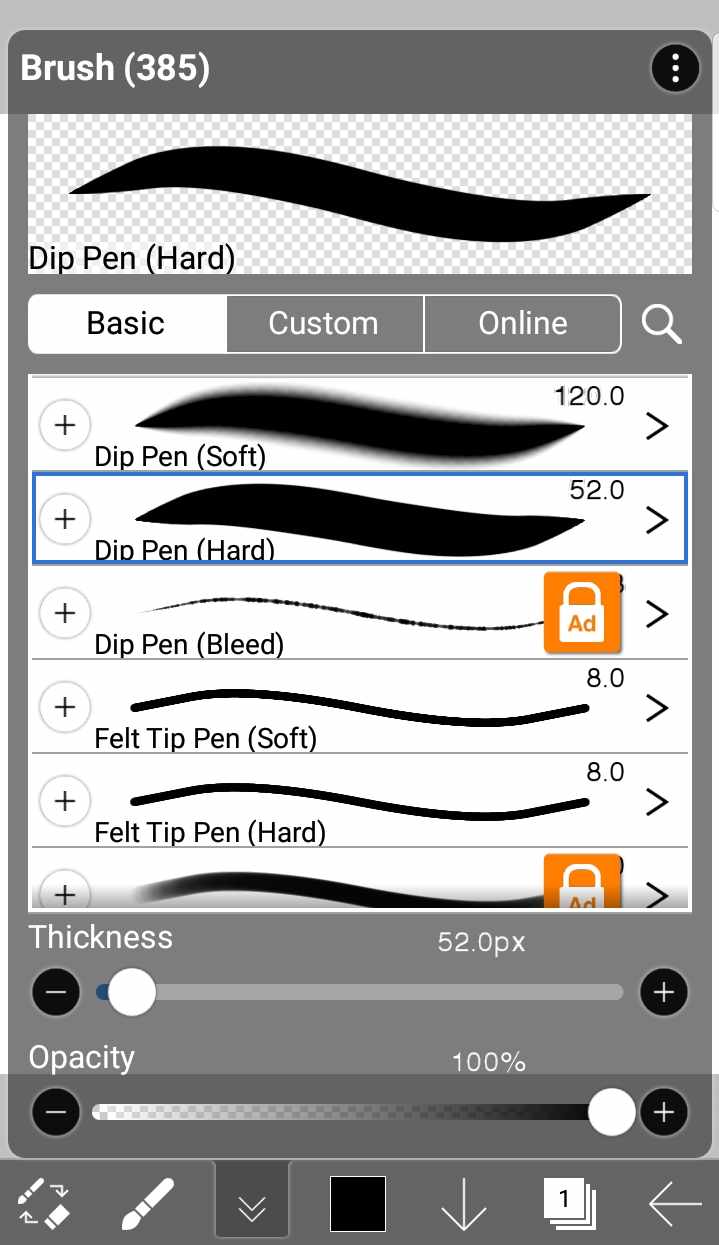 Brush (385)
Dip Pen (Hard)
Basic Custom Online
120.0
Dip Pen (Soft)
52.0
Dip Pen (Hard)
Ad
Dip Pen (Bleed)
8.0
Felt Tip Pen (Soft)
8.0
Felt Tip Pen (Hard)
Ad
Thickness 52.0px
Opacity 100%
1